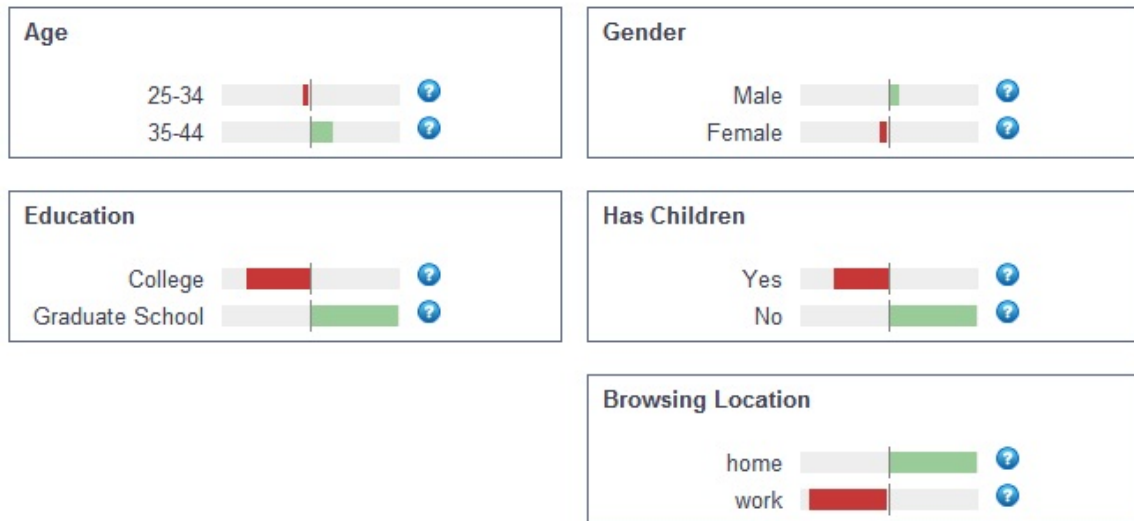 Age
25-34 ?
35-44 ?
Gender
Male ?
Female ?
Education
College ?
Graduate School ?
Has Children
Yes ?
No ?
Browsing Location
home ?
work ?